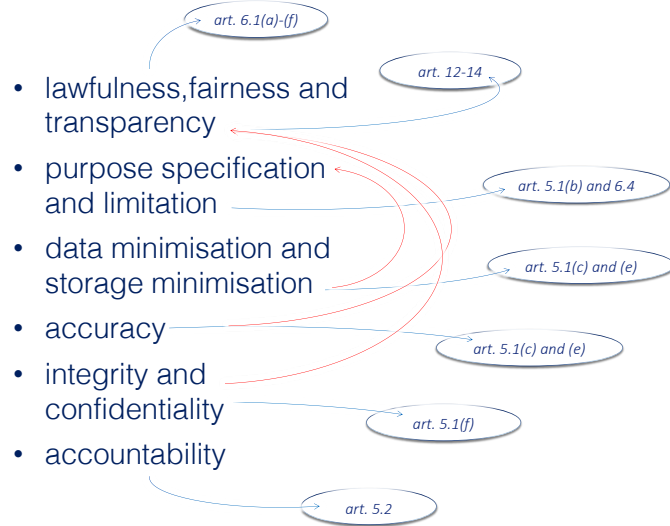 art. 6.1(a)-(f)
art. 12-14
• lawfulness,fairness and
transparency
• purpose specification
and limitation
art. 5.1(b) and 6.4
• data minimisation and
storage minimisation
art. 5.1(c) and (e)
• accuracy
art. 5.1(c) and (e)
• integrity and
confidentiality
art. 5.1(f)
• accountability
art. 5.2